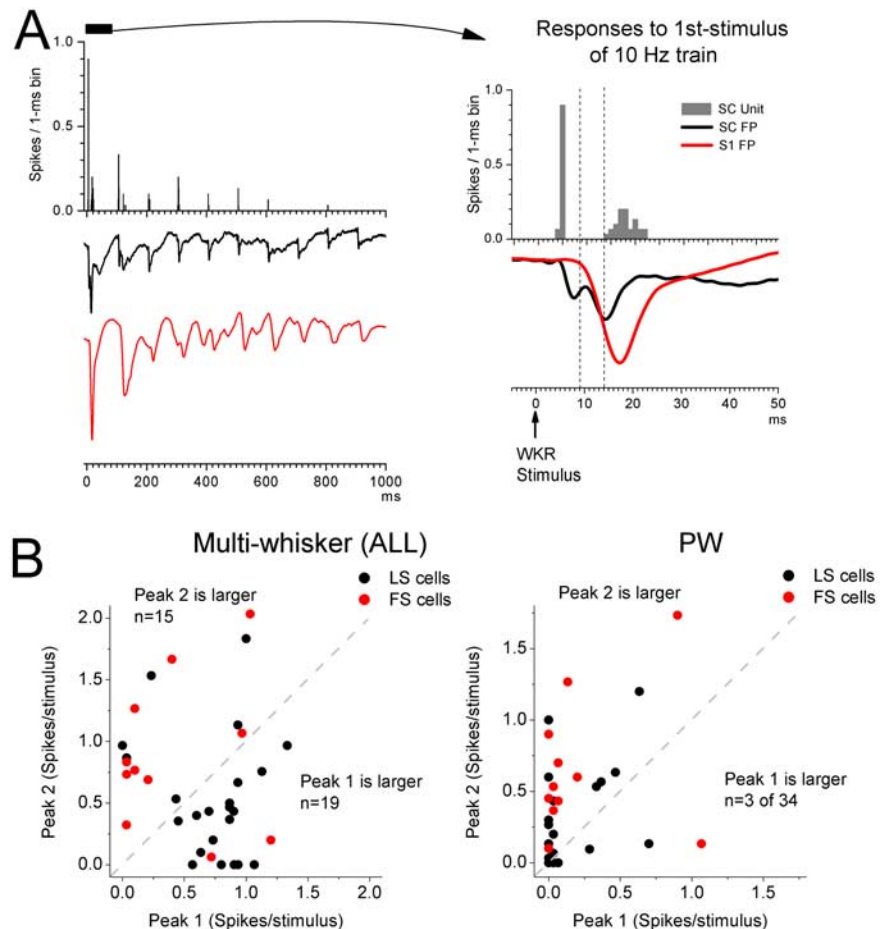 A
Responses to 1st-stimulus
of 10 Hz train
Spikes / 1-ms bin
1.0
0.5
0.0
0 200 400 600 800 1000
ms
Spikes / 1-ms bin
1.0
0.5
0.0
SC Unit
SC FP
S1 FP
0 10 20 30 40 50
ms
WKR
Stimulus
B
Multi-whisker (ALL)
LS cells
FS cells
Peak 2 is larger
n=15
Peak 1 is larger
n=19
Peak 2 (Spikes/stimulus)
2.0
1.5
1.0
0.5
0.0
0.0 0.5 1.0 1.5 2.0
Peak 1 (Spikes/stimulus)
PW
LS cells
FS cells
Peak 2 is larger
Peak 1 is larger
n=3 of 34
Peak 2 (Spikes/stimulus)
1.5
1.0
0.5
0.0
0.0 0.5 1.0 1.5
Peak 1 (Spikes/stimulus)